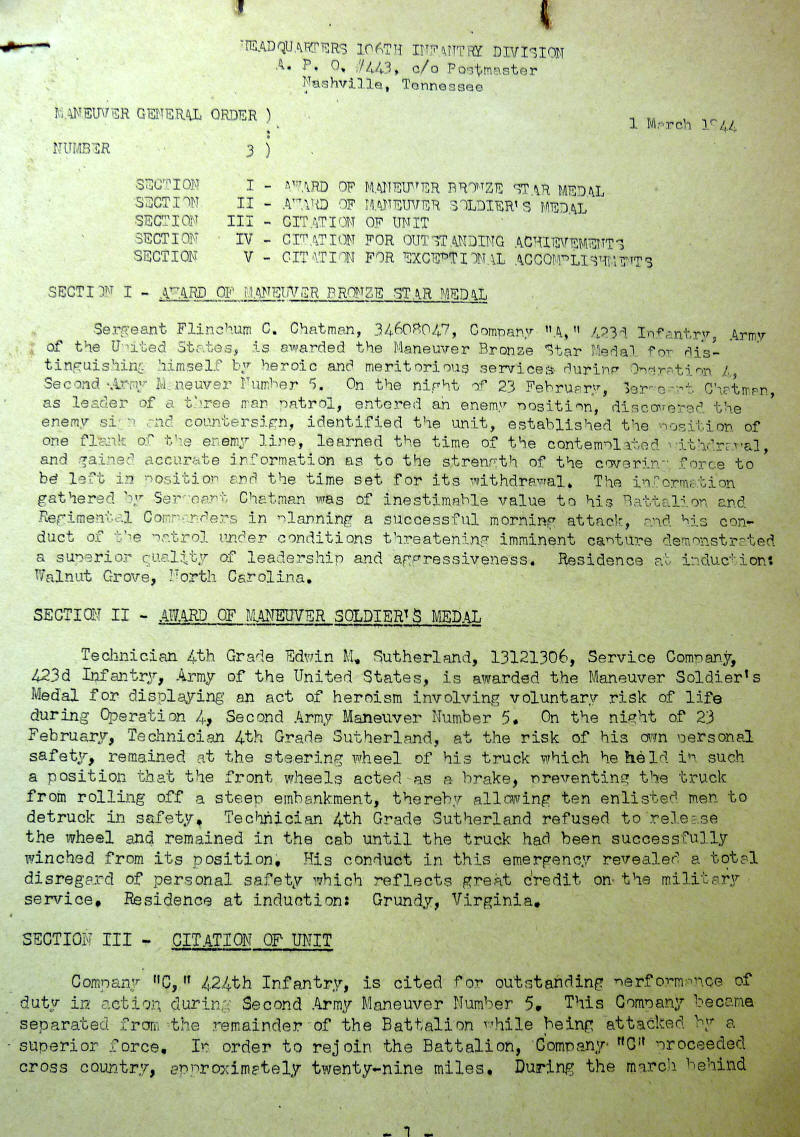 HEADQUARTERS 106TH INFANTRY DIVISION
A. P. O. #443, c/o Postmaster
Nashville, Tennessee
MANEUVER GENERAL ORDER )
:
1 March 1944
NUMBER 3 )
SECTION I - AWARD OF MANEUVER BRONZE STAR MEDAL
SECTION II - AWARD OF MANEUVER SOLDIER'S MEDAL
SECTION III - CITATION OF UNIT
SECTION IV - CITATION FOR OUTSTANDING ACHIEVEMENTS
SECTION V - CITATION FOR EXCEPTIONAL ACCOMPLISHMENTS
SECTION I - AWARD OF MANEUVER BRONZE STAR MEDAL
Sergeant Flinchum C. Chatman, 34608047, Company "A," 423d Infantry, Army
of the United States, is awarded the Maneuver Bronze Star Medal for dis-
tinguishing himself by heroic and meritorious services during Operation 4,
Second Army Maneuver Number 5. On the night of 23 February, Sergeant Chatman,
as leader of a three man patrol, entered an enemy position, discovered the
enemy sign and countersign, identified the unit, established the position of
one flank of the enemy line, learned the time of the contemplated withdrawal,
and gained accurate information as to the strength of the covering force to
be left in position and the time set for its withdrawal. The information
gathered by Sergeant Chatman was of inestimable value to his Battalion and
Regimental Commanders in planning a successful morning attack, and his con-
duct of the patrol under conditions threatening imminent capture demonstrated
a superior quality of leadership and aggressiveness. Residence at induction:
Walnut Grove, North Carolina.
SECTION II - AWARD OF MANEUVER SOLDIER'S MEDAL
Technician 4th Grade Edwin M. Sutherland, 13121306, Service Company,
423d Infantry, Army of the United States, is awarded the Maneuver Soldier's
Medal for displaying an act of heroism involving voluntary risk of life
during Operation 4, Second Army Maneuver Number 5. On the night of 23
February, Technician 4th Grade Sutherland, at the risk of his own personal
safety, remained at the steering wheel of his truck which he held in such
a position that the front wheels acted as a brake, preventing the truck
from rolling off a steep embankment, thereby allowing ten enlisted men to
detruck in safety. Technician 4th Grade Sutherland refused to release
the wheel and remained in the cab until the truck had been successfully
winched from its position. His conduct in this emergency revealed a total
disregard of personal safety which reflects great credit on the military
service. Residence at induction: Grundy, Virginia.
SECTION III - CITATION OF UNIT
Company "C," 424th Infantry, is cited for outstanding performance of
duty in action during Second Army Maneuver Number 5. This Company became
separated from the remainder of the Battalion while being attacked by a
superior force. In order to rejoin the Battalion, Company "C" proceeded
cross country, approximately twenty-nine miles. During the march behind
- 1 -